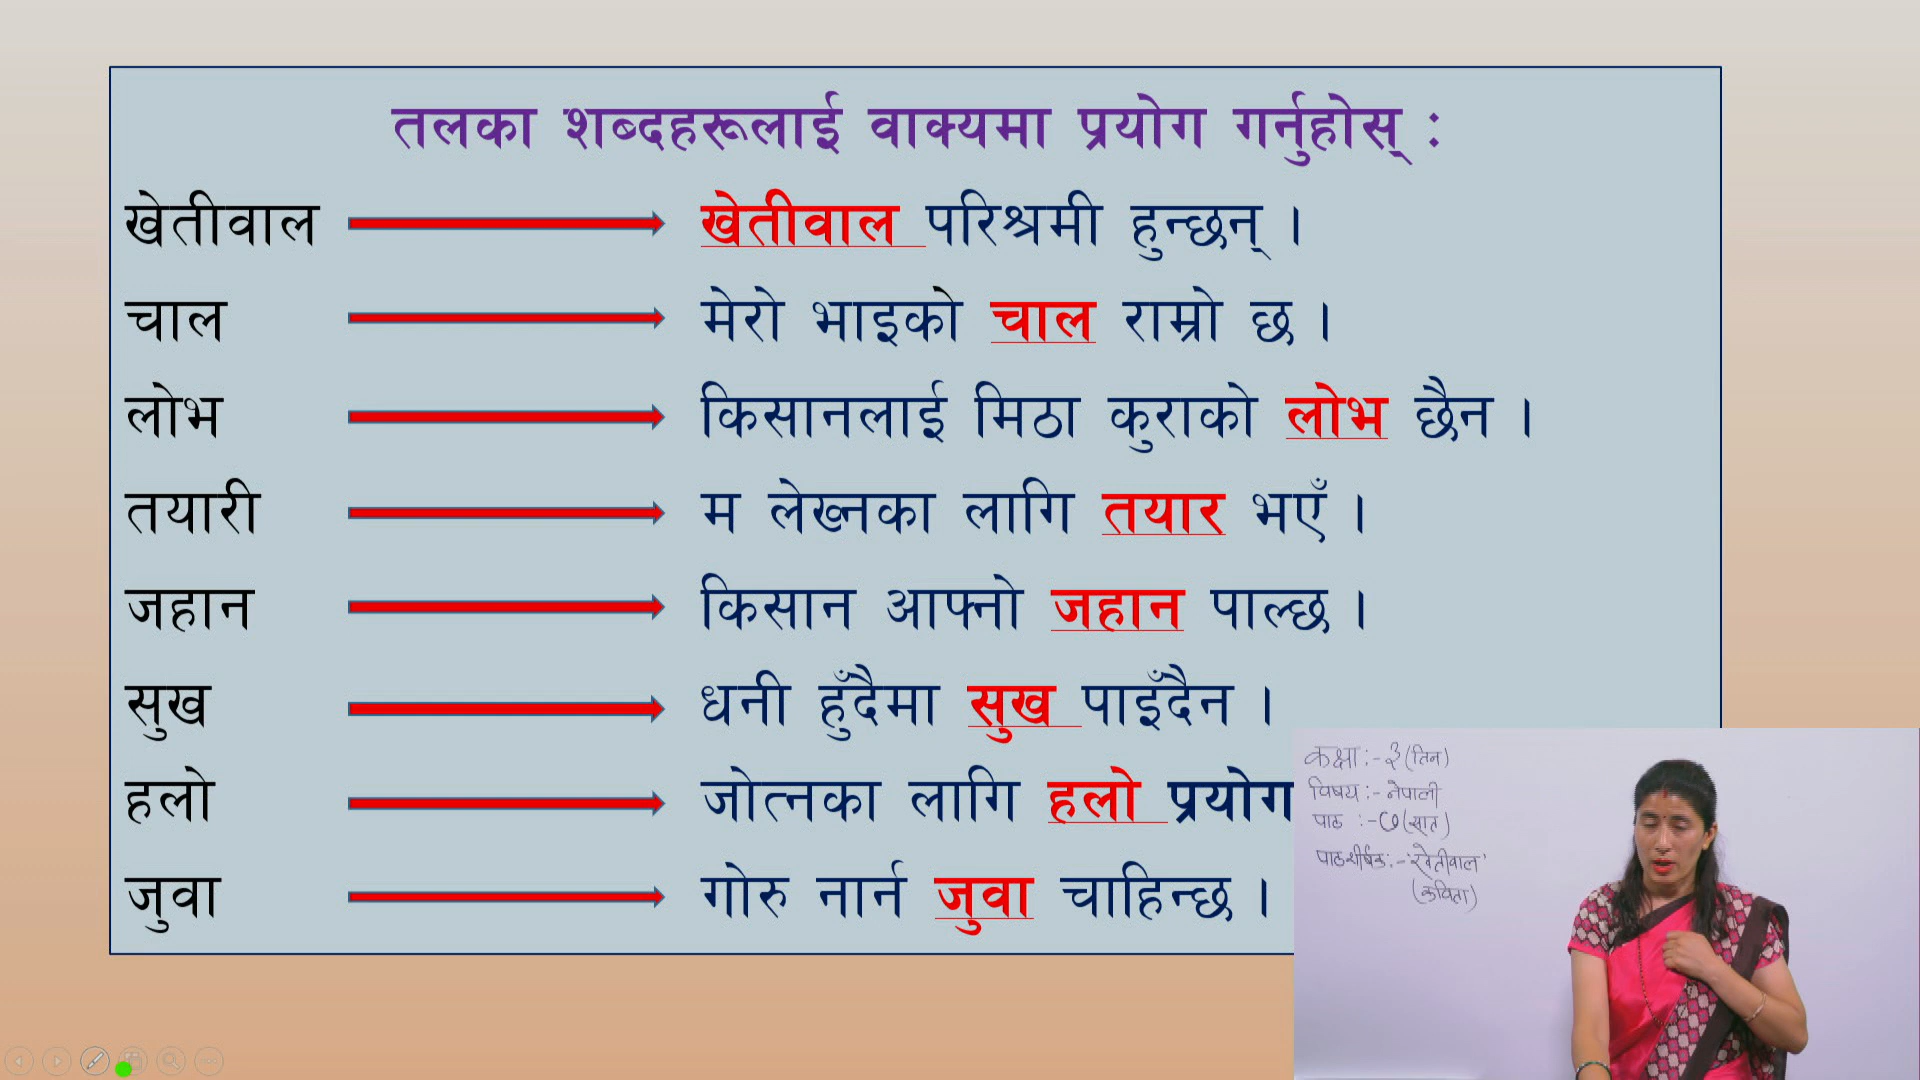 तलका शब्दहरूलाई वाक्यमा प्रयोग गर्नुहोस् :
खेतीवाल खेतीवाल परिश्रमी हुन्छन् ।
चाल मेरो भाइको चाल राम्रो छ ।
लोभ किसानलाई मिठा कुराको लोभ छैन ।
तयारी म लेख्नका लागि तयार भएँ ।
जहान किसान आफ्नो जहान पाल्छ ।
सुख धनी हुँदैमा सुख पाइँदैन ।
हलो जोत्नका लागि हलो प्रयोग
जुवा गोरु नार्न जुवा चाहिन्छ ।
कक्षा :- ३ (तिन)
विषय :- नेपाली
पाठ :- ७ (सात)
पाठशीर्षक :- 'खेतीवाल'
(कविता)